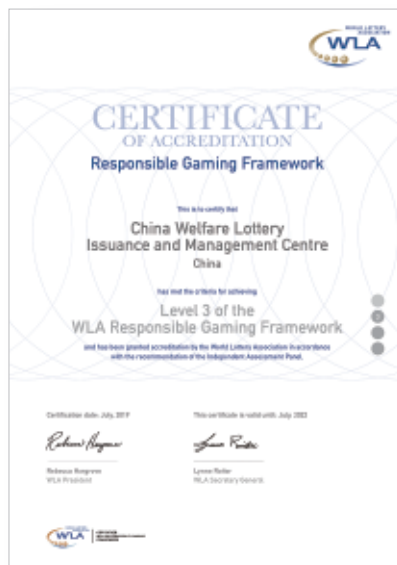 WORLD LOTTERY
ASSOCIATION
WLA
CERTIFICATE
OF ACCREDITATION
Responsible Gaming Framework
This is to certify that
China Welfare Lottery
Issuance and Management Centre
China
has met the criteria for achieving
Level 3 of the
WLA Responsible Gaming Framework
and has been granted accreditation by the World Lottery Association in accordance
with the recommendation of the Independent Assessment Panel.
Certification date: July, 2019
This certificate is valid until: July 2022
Rebecca Hargrove
WLA President
Lynne Roiter
WLA Secretary General
WLA